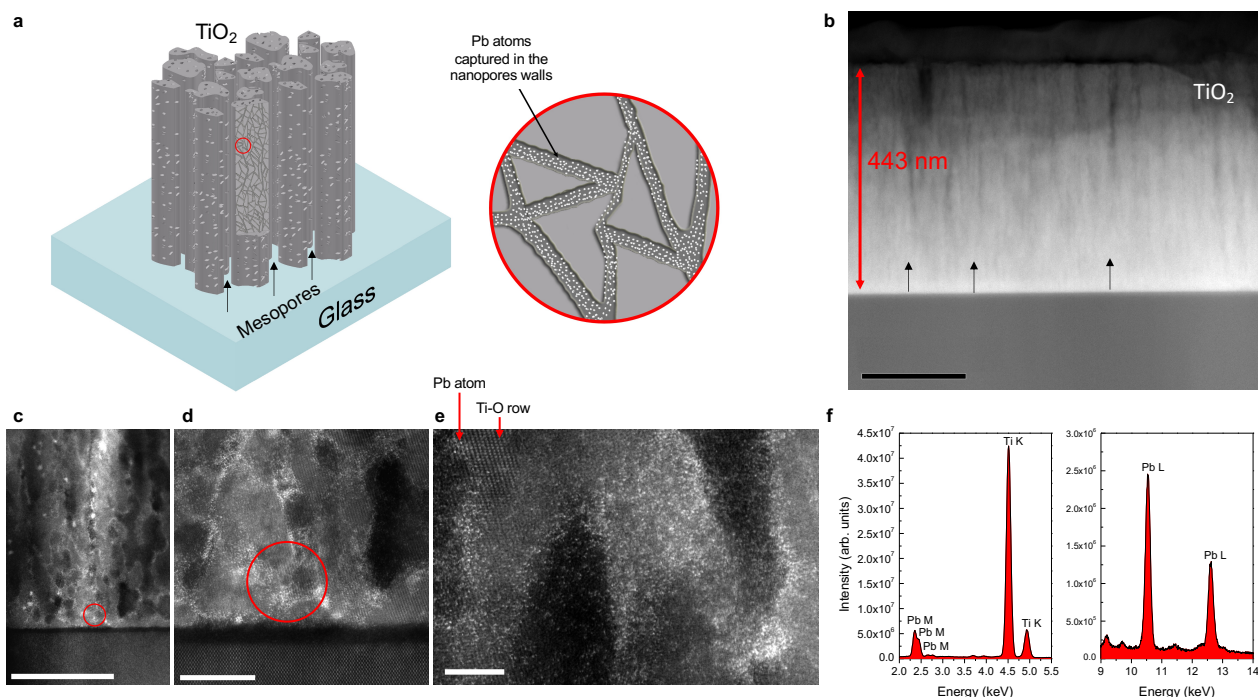 a
TiO2
Pb atoms
captured in the
nanopores walls
Mesopores
Glass
b
TiO2
443 nm
c
d
Pb atom
e
Ti-O row
f
Intensity (arb. units)
4.5x10^7
4.0x10^7
3.5x10^7
3.0x10^7
2.5x10^7
2.0x10^7
1.5x10^7
1.0x10^7
5.0x10^6
0.0
Ti K
Pb M
Pb M
Pb M
Ti K
2.0 2.5 3.0 3.5 4.0 4.5 5.0 5.5
Energy (keV)
3.0x10^6
2.5x10^6
2.0x10^6
1.5x10^6
1.0x10^6
5.0x10^5
0.0
Pb L
Pb L
9 10 11 12 13 14
Energy (keV)